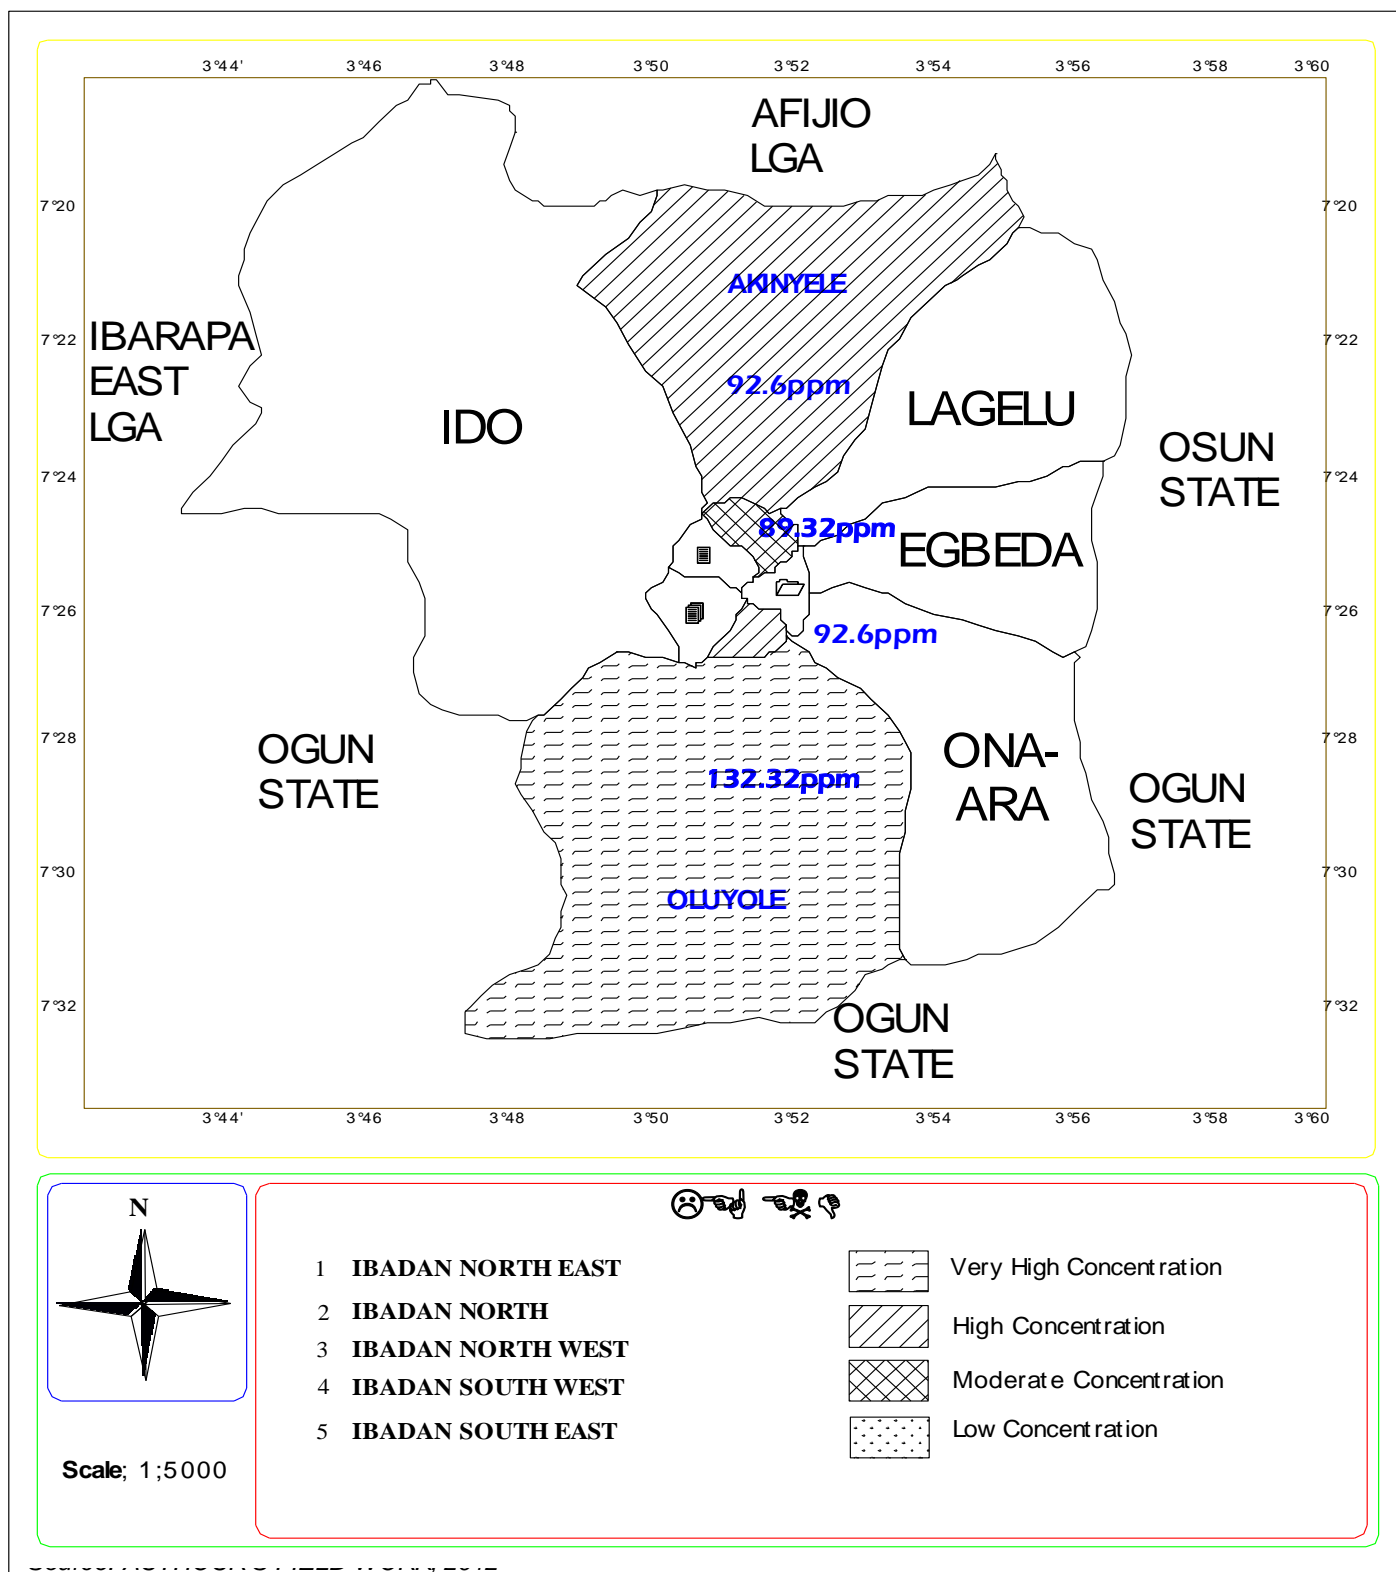 3°44' 3°46 3°48 3°50 3°52 3°54 3°56 3°58 3°60
AFIJIO
LGA
7°20 7°20
AKINYELE
IBARAPA
EAST
LGA
7°22 7°22
92.6ppm
LAGELU
IDO
OSUN
STATE
7°24 7°24
89.32ppm
EGBEDA
7°26 7°26
92.6ppm
OGUN
STATE
7°28 7°28
ONA-
ARA
132.32ppm
OGUN
STATE
7°30 7°30
OLUYOLE
7°32 7°32
OGUN
STATE
3°44' 3°46 3°48 3°50 3°52 3°54 3°56 3°58 3°60
N
Scale; 1;5000
1 IBADAN NORTH EAST
2 IBADAN NORTH
3 IBADAN NORTH WEST
4 IBADAN SOUTH WEST
5 IBADAN SOUTH EAST
Very High Concentration
High Concentration
Moderate Concentration
Low Concentration